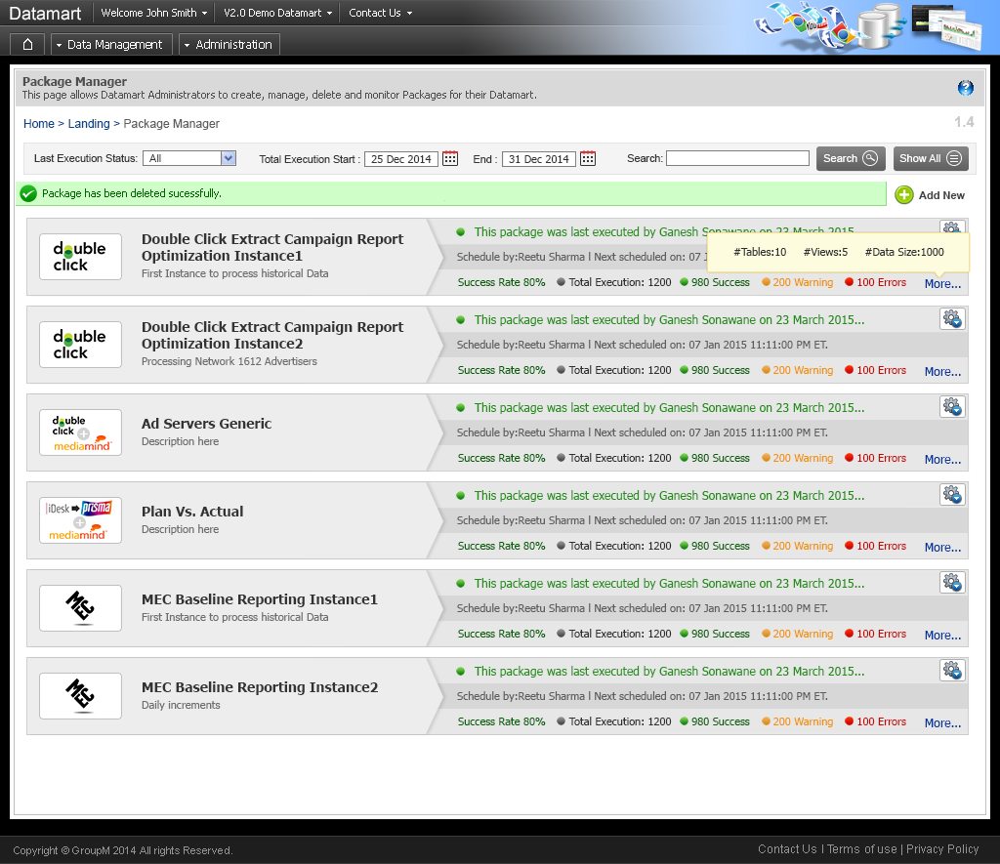 Datamart Welcome John Smith V2.0 Demo Datamart Contact Us
Data Management Administration
You
Package Manager
This page allows Datamart Administrators to create, manage, delete and monitor Packages for their Datamart.
Home > Landing > Package Manager 1.4
Last Execution Status: All Total Execution Start : 25 Dec 2014 End : 31 Dec 2014 Search: Search Show All
Package has been deleted sucessfully.
Add New
double click
Double Click Extract Campaign Report
Optimization Instance1
First Instance to process historical Data
This package was last executed by Ganesh Sonawane on 23 March 2015...
#Tables:10 #Views:5 #Data Size:1000
Schedule by:Reetu Sharma l Next scheduled on: 07
Success Rate 80% Total Execution: 1200 980 Success 200 Warning 100 Errors More...
double click
Double Click Extract Campaign Report
Optimization Instance2
Processing Network 1612 Advertisers
This package was last executed by Ganesh Sonawane on 23 March 2015...
Schedule by:Reetu Sharma l Next scheduled on: 07 Jan 2015 11:11:00 PM ET.
Success Rate 80% Total Execution: 1200 980 Success 200 Warning 100 Errors More...
double click
mediamind
Ad Servers Generic
Description here
This package was last executed by Ganesh Sonawane on 23 March 2015...
Schedule by:Reetu Sharma l Next scheduled on: 07 Jan 2015 11:11:00 PM ET.
Success Rate 80% Total Execution: 1200 980 Success 200 Warning 100 Errors More...
iDesk prisma
mediamind
Plan Vs. Actual
Description here
This package was last executed by Ganesh Sonawane on 23 March 2015...
Schedule by:Reetu Sharma l Next scheduled on: 07 Jan 2015 11:11:00 PM ET.
Success Rate 80% Total Execution: 1200 980 Success 200 Warning 100 Errors More...
MEC
MEC Baseline Reporting Instance1
First Instance to process historical Data
This package was last executed by Ganesh Sonawane on 23 March 2015...
Schedule by:Reetu Sharma l Next scheduled on: 07 Jan 2015 11:11:00 PM ET.
Success Rate 80% Total Execution: 1200 980 Success 200 Warning 100 Errors More...
MEC
MEC Baseline Reporting Instance2
Daily increments
This package was last executed by Ganesh Sonawane on 23 March 2015...
Schedule by:Reetu Sharma l Next scheduled on: 07 Jan 2015 11:11:00 PM ET.
Success Rate 80% Total Execution: 1200 980 Success 200 Warning 100 Errors More...
Copyright © GroupM 2014 All rights Reserved. Contact Us | Terms of use | Privacy Policy